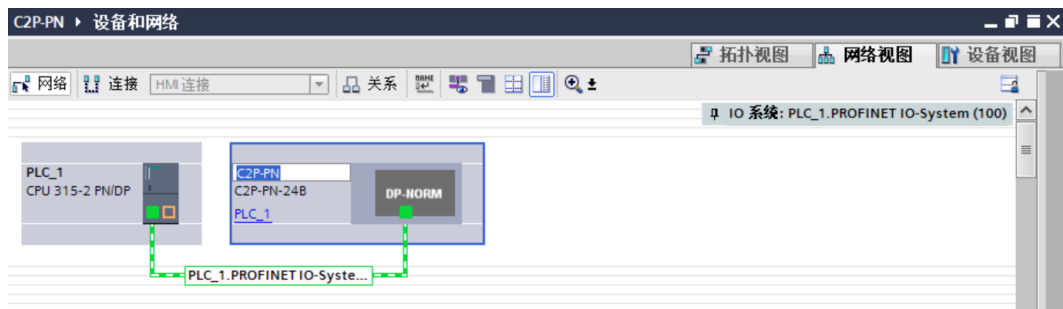 C2P-PN ▸ 设备和网络
拓扑视图 网络视图 设备视图
网络 连接 HMI 连接 关系
IO 系统: PLC_1.PROFINET IO-System (100)
PLC_1
CPU 315-2 PN/DP
C2P-PN
C2P-PN-24B
PLC_1
DP-NORM
PLC_1.PROFINET IO-Syste...